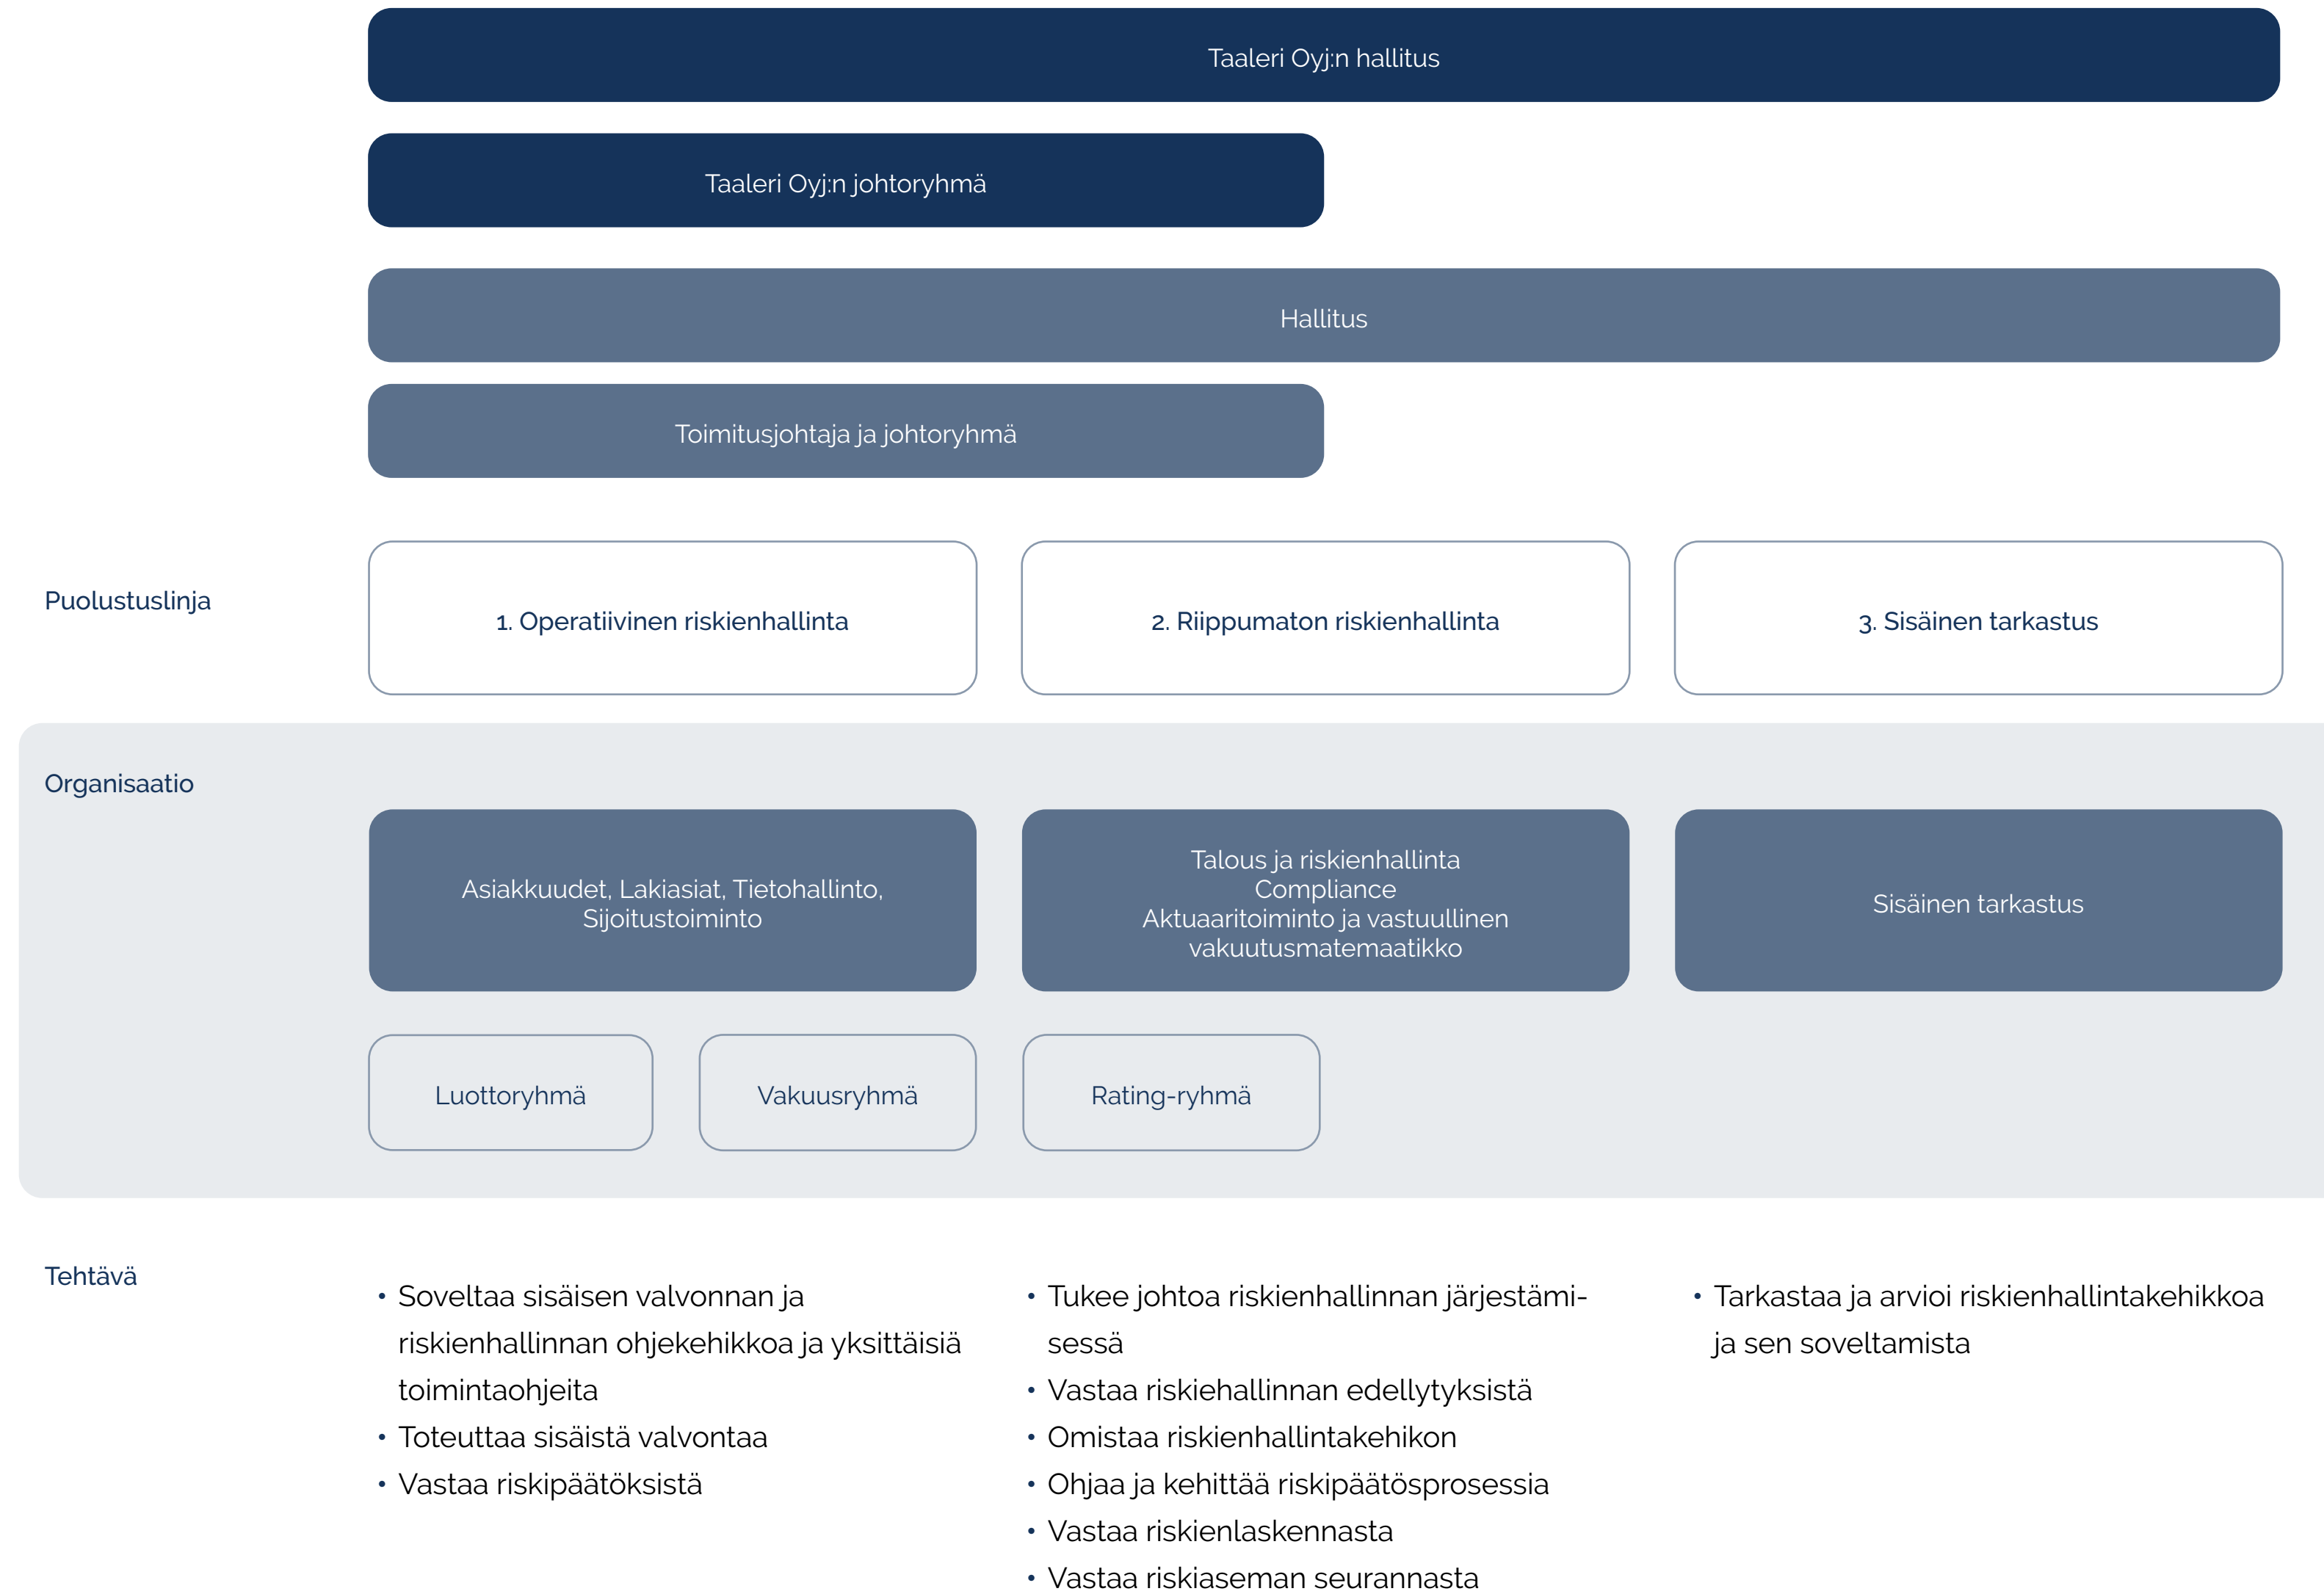 Taaleri Oyj:n hallitus
Taaleri Oyj:n johtoryhmä
Hallitus
Toimitusjohtaja ja johtoryhmä
Puolustuslinja
1. Operatiivinen riskienhallinta
2. Riippumaton riskienhallinta
3. Sisäinen tarkastus
Organisaatio
Asiakkuudet, Lakiasiat, Tietohallinto,
Sijoitustoiminto
Talous ja riskienhallinta
Compliance
Aktuaaritoiminto ja vastuullinen
vakuutusmatemaatikko
Sisäinen tarkastus
Luottoryhmä
Vakuusryhmä
Rating-ryhmä
Tehtävä
• Soveltaa sisäisen valvonnan ja
riskienhallinnan ohjekehikkoa ja yksittäisiä
toimintaohjeita
• Toteuttaa sisäistä valvontaa
• Vastaa riskipäätöksistä
• Tukee johtoa riskienhallinnan järjestämi-
sessä
• Vastaa riskiehallinnan edellytyksistä
• Omistaa riskienhallintakehikon
• Ohjaa ja kehittää riskipäätösprosessia
• Vastaa riskienlaskennasta
• Vastaa riskiaseman seurannasta
• Tarkastaa ja arvioi riskienhallintakehikkoa
ja sen soveltamista